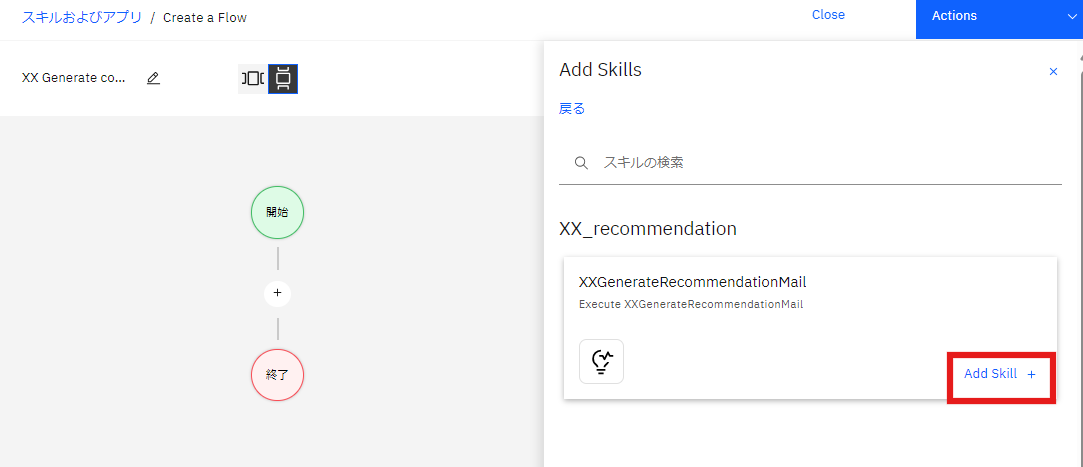 スキルおよびアプリ / Create a Flow
Close
Actions
XX Generate co...
Add Skills
戻る
スキルの検索
開始
+
終了
XX_recommendation
XXGenerateRecommendationMail
Execute XXGenerateRecommendationMail
Add Skill +